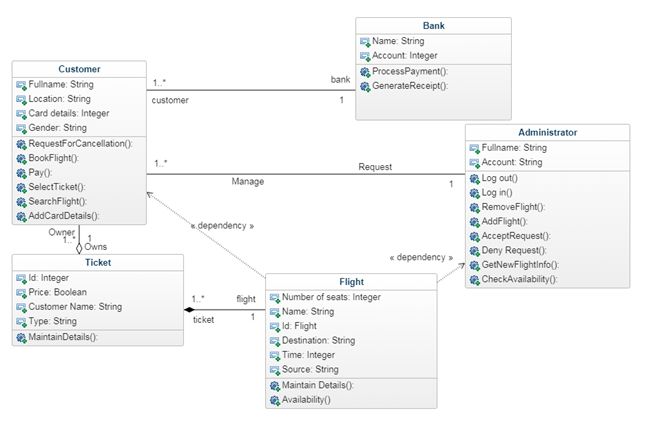 Bank
Name: String
Account: Integer
ProcessPayment():
GenerateReceipt():
Customer
Fullname: String
Location: String
Card details: Integer
Gender: String
RequestForCancellation():
BookFlight():
Pay():
SelectTicket():
SearchFlight():
AddCardDetails():
1..*
customer
bank
1
Administrator
Fullname: String
Account: String
Log out()
Log in()
RemoveFlight():
AddFlight():
AcceptRequest():
Deny Request():
GetNewFlightInfo():
CheckAvailability():
1..*
Manage
Request
1
« dependency »
« dependency »
Owner
1..*
1
Owns
Ticket
Id: Integer
Price: Boolean
Customer Name: String
Type: String
MaintainDetails():
1..*
ticket
flight
1
Flight
Number of seats: Integer
Name: String
Id: Flight
Destination: String
Time: Integer
Source: String
Maintain Details():
Availability()